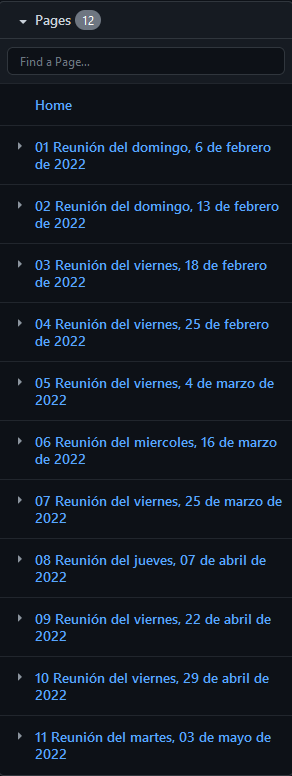 Pages 12
Find a Page...
Home
01 Reunión del domingo, 6 de febrero
de 2022
02 Reunión del domingo, 13 de febrero
de 2022
03 Reunión del viernes, 18 de febrero
de 2022
04 Reunión del viernes, 25 de febrero
de 2022
05 Reunión del viernes, 4 de marzo de
2022
06 Reunión del miercoles, 16 de marzo
de 2022
07 Reunión del viernes, 25 de marzo de
2022
08 Reunión del jueves, 07 de abril de
2022
09 Reunión del viernes, 22 de abril de
2022
10 Reunión del viernes, 29 de abril de
2022
11 Reunión del martes, 03 de mayo de
2022